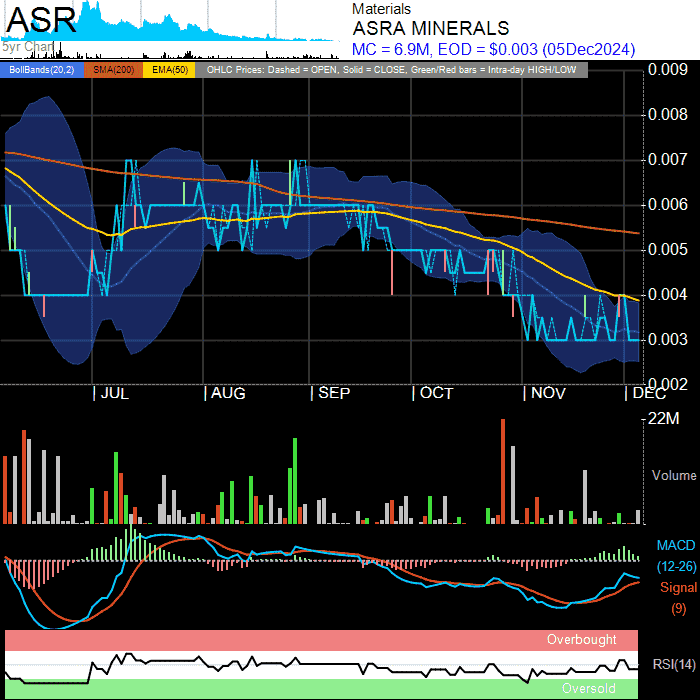 ASR
5yr Chart
Materials
ASRA MINERALS
MC = 6.9M, EOD = $0.003 (05Dec2024)
BollBands(20,2) SMA(200) EMA(50) OHLC Prices: Dashed = OPEN, Solid = CLOSE, Green/Red bars = Intra-day HIGH/LOW
0.009
0.008
0.007
0.006
0.005
0.004
0.003
0.002
JUL AUG SEP OCT NOV DEC
22M
Volume
MACD
(12-26)
Signal
(9)
Overbought
RSI(14)
Oversold